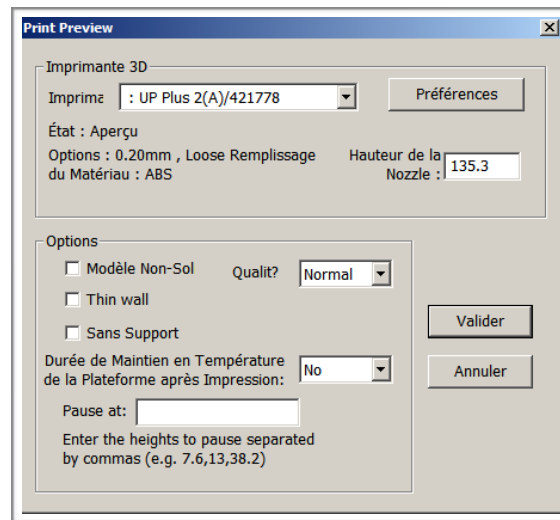 Print Preview
Imprimante 3D
Imprima : UP Plus 2(A)/421778 Préférences
État : Aperçu
Options : 0.20mm , Loose Remplissage
du Matériau : ABS
Hauteur de la
Nozzle : 135.3
Options
Modèle Non-Sol Qualit? Normal
Thin wall
Sans Support
Durée de Maintien en Température
de la Plateforme après Impression: No
Pause at:
Enter the heights to pause separated
by commas (e.g. 7.6,13,38.2)
Valider
Annuler